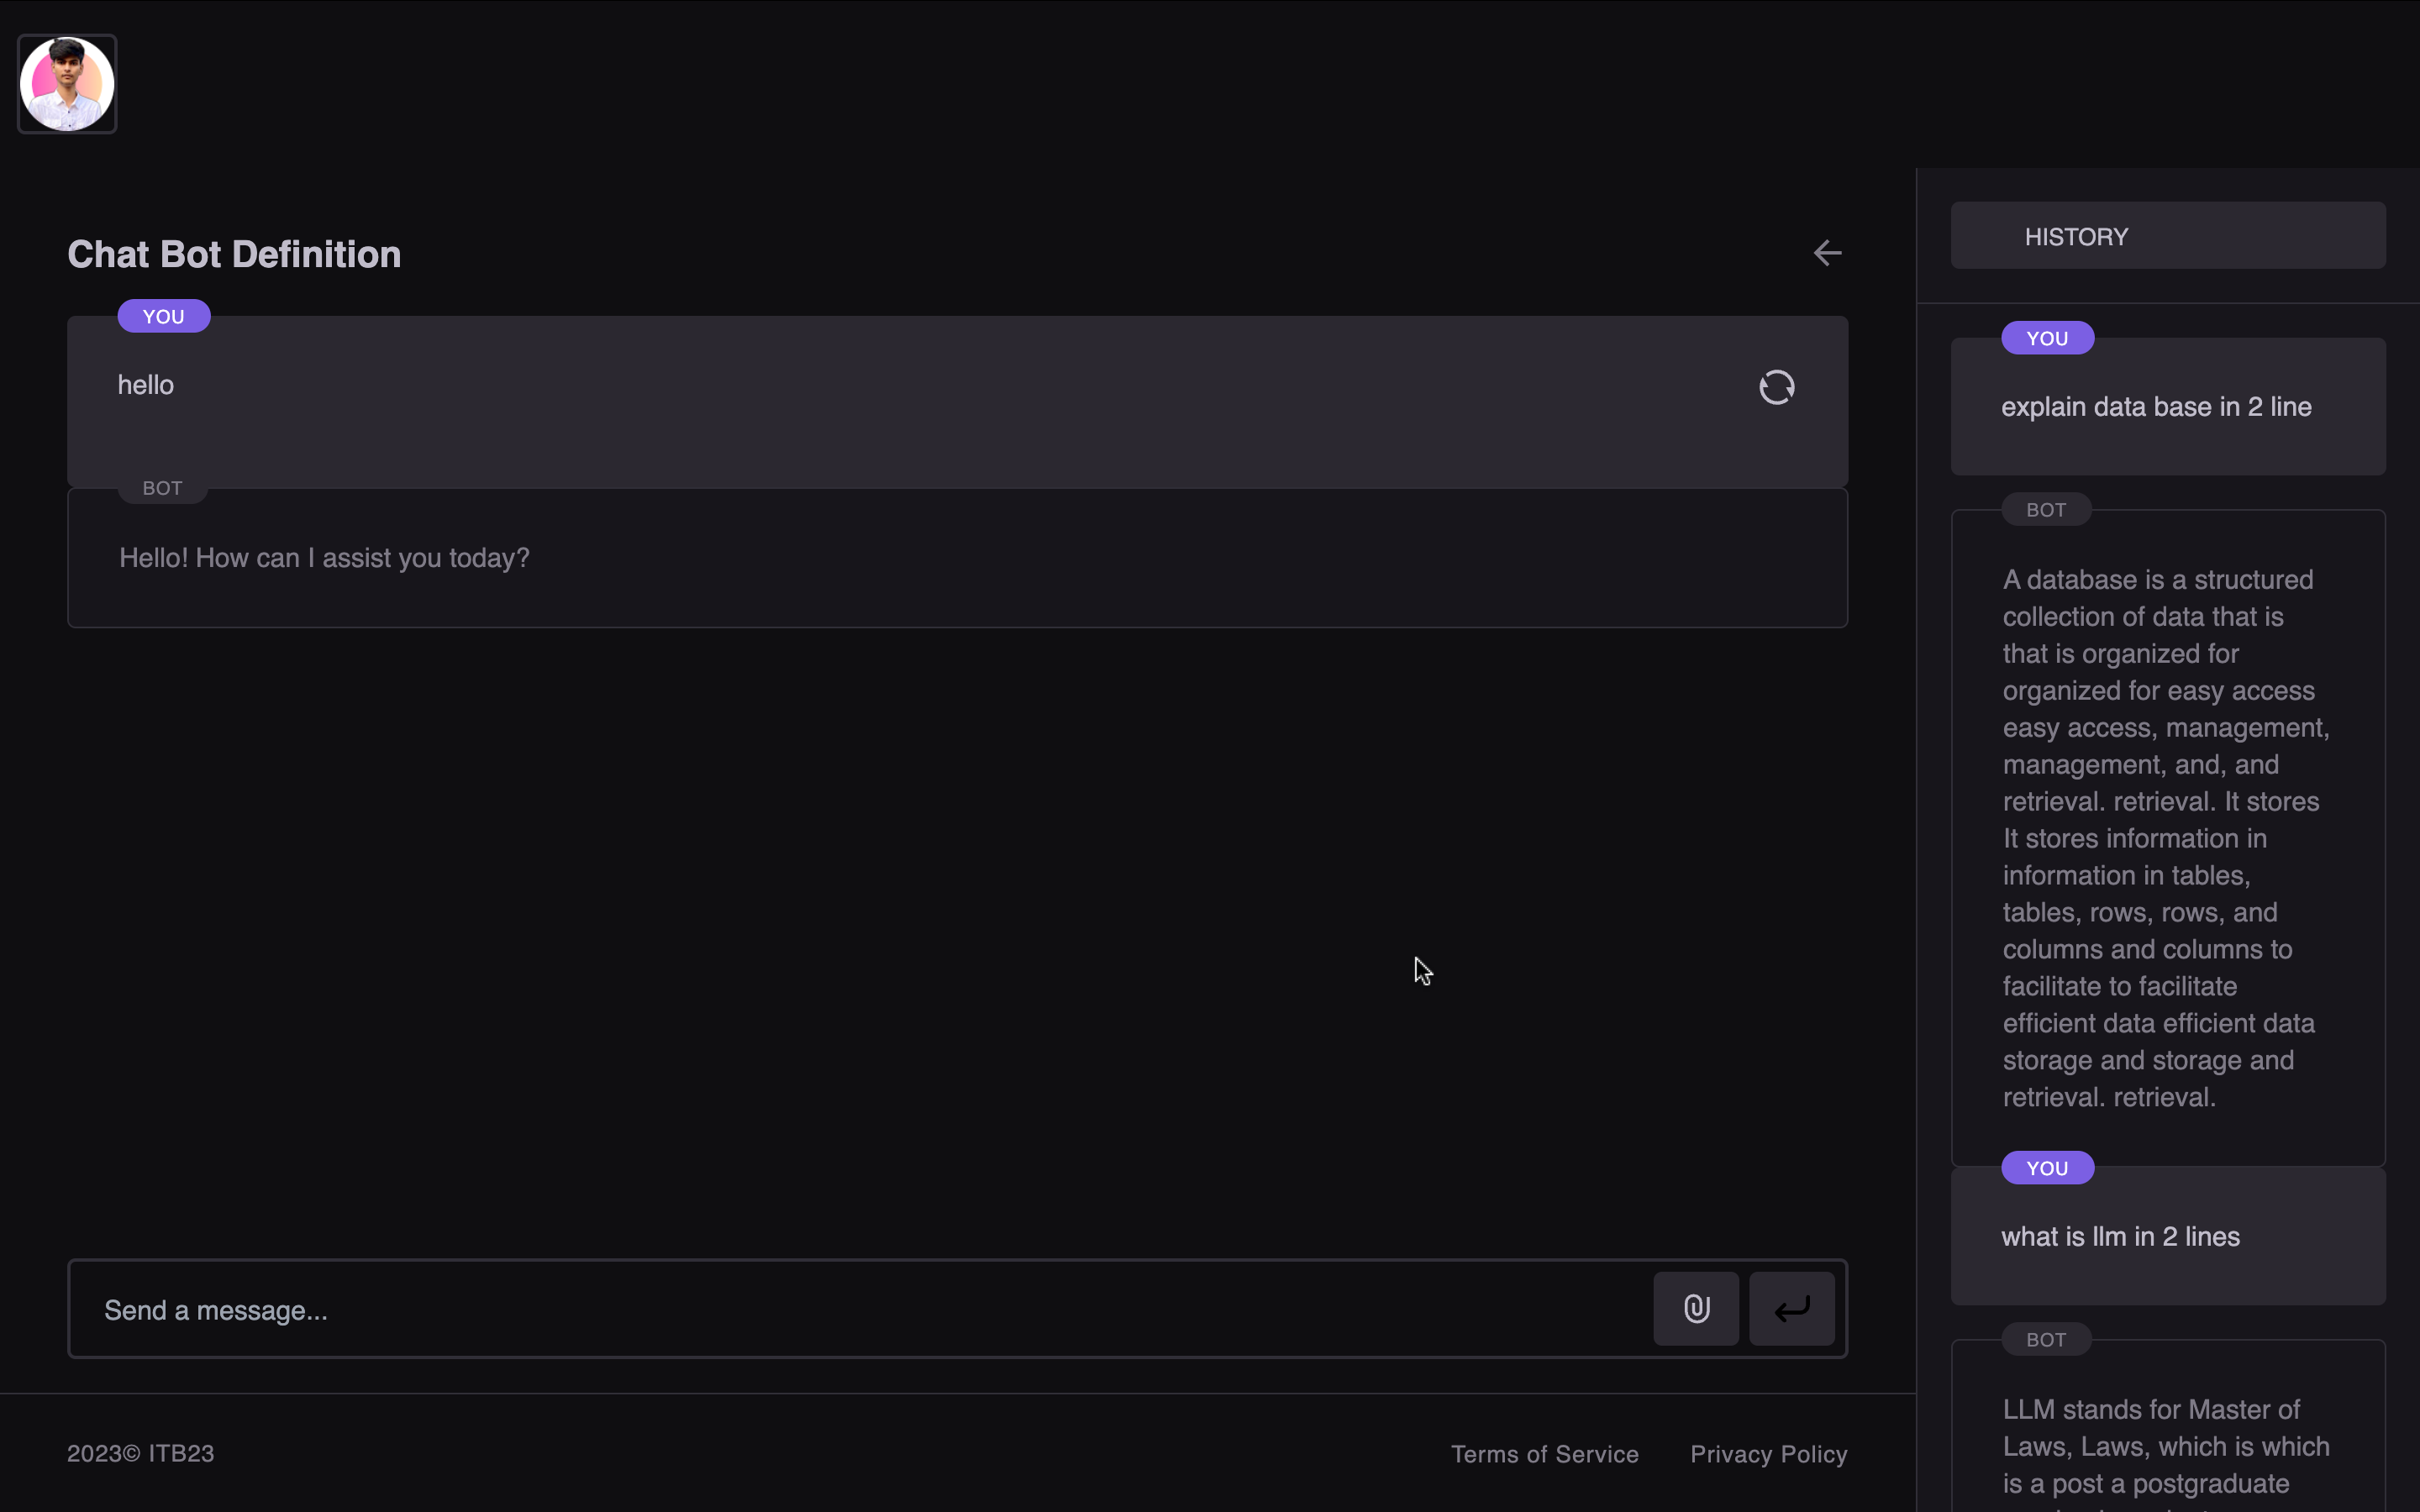 Chat Bot Definition
YOU
hello
BOT
Hello! How can I assist you today?
Send a message...
2023© ITB23
Terms of Service
Privacy Policy
HISTORY
YOU
explain data base in 2 line
BOT
A database is a structured
collection of data that is
that is organized for
organized for easy access
easy access, management,
management, and, and
retrieval. retrieval. It stores
It stores information in
information in tables,
tables, rows, rows, and
columns and columns to
facilitate to facilitate
efficient data efficient data
storage and storage and
retrieval. retrieval.
YOU
what is llm in 2 lines
BOT
LLM stands for Master of
Laws, Laws, which is which
is a post a postgraduate